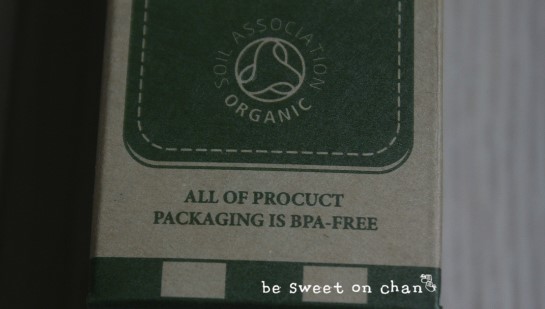 SOIL ASSOCIATION
ORGANIC
ALL OF PROCUCT
PACKAGING IS BPA-FREE
be sweet on chan